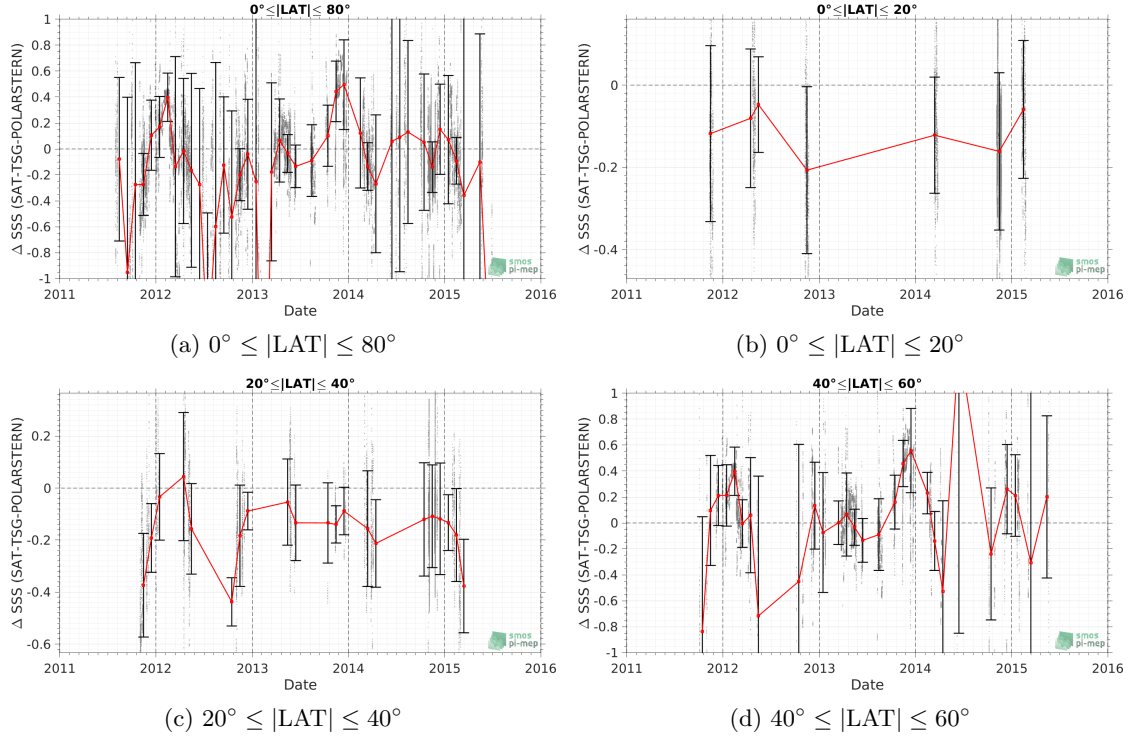 0°≤|LAT|≤ 80°
Δ SSS (SAT-TSG-POLARSTERN)
1
0.8
0.6
0.4
0.2
0
-0.2
-0.4
-0.6
-0.8
-1
2011 2012 2013 2014 2015 2016
Date
smos
pi-mep
(a) 0° ≤ |LAT| ≤ 80°
0°≤|LAT|≤ 20°
Δ SSS (SAT-TSG-POLARSTERN)
0
-0.2
-0.4
2011 2012 2013 2014 2015 2016
Date
smos
pi-mep
(b) 0° ≤ |LAT| ≤ 20°
20°≤|LAT|≤ 40°
Δ SSS (SAT-TSG-POLARSTERN)
0.2
0
-0.2
-0.4
-0.6
2011 2012 2013 2014 2015 2016
Date
smos
pi-mep
(c) 20° ≤ |LAT| ≤ 40°
40°≤|LAT|≤ 60°
Δ SSS (SAT-TSG-POLARSTERN)
1
0.8
0.6
0.4
0.2
0
-0.2
-0.4
-0.6
-0.8
-1
2011 2012 2013 2014 2015 2016
Date
smos
pi-mep
(d) 40° ≤ |LAT| ≤ 60°